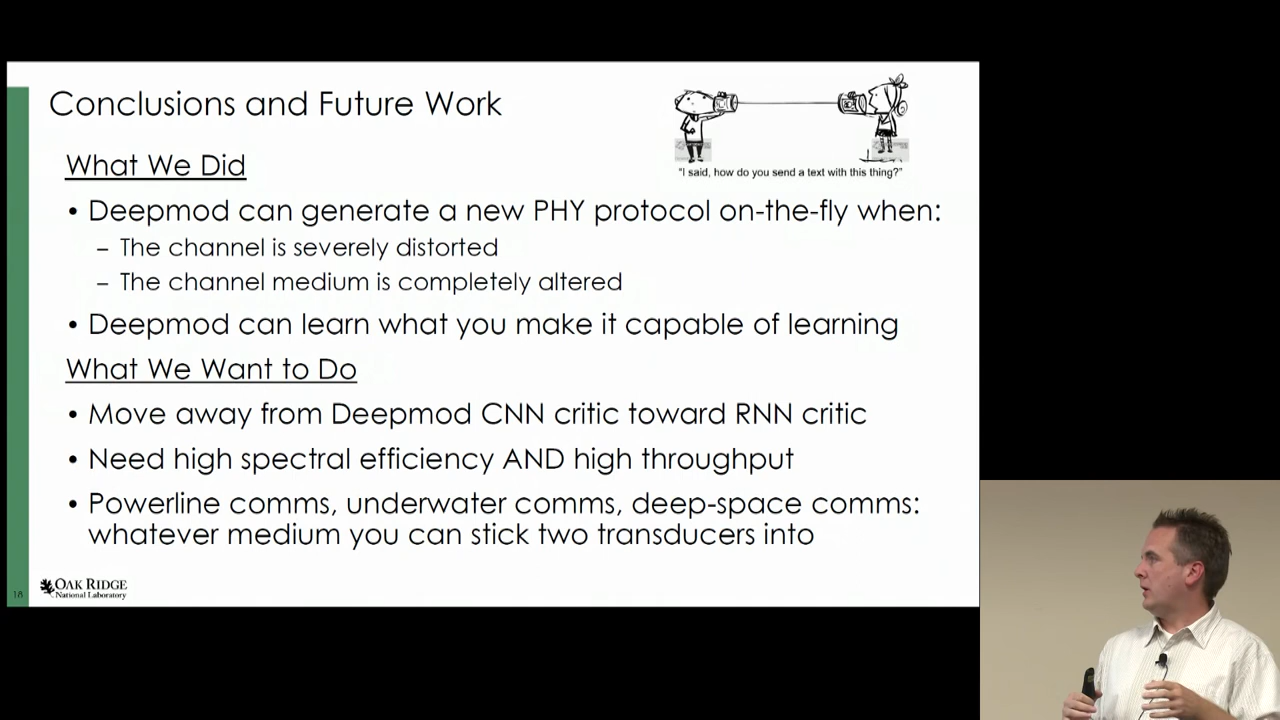 Conclusions and Future Work
"I said, how do you send a text with this thing?"
What We Did
• Deepmod can generate a new PHY protocol on-the-fly when:
– The channel is severely distorted
– The channel medium is completely altered
• Deepmod can learn what you make it capable of learning
What We Want to Do
• Move away from Deepmod CNN critic toward RNN critic
• Need high spectral efficiency AND high throughput
• Powerline comms, underwater comms, deep-space comms:
whatever medium you can stick two transducers into
18
OAK RIDGE
National Laboratory